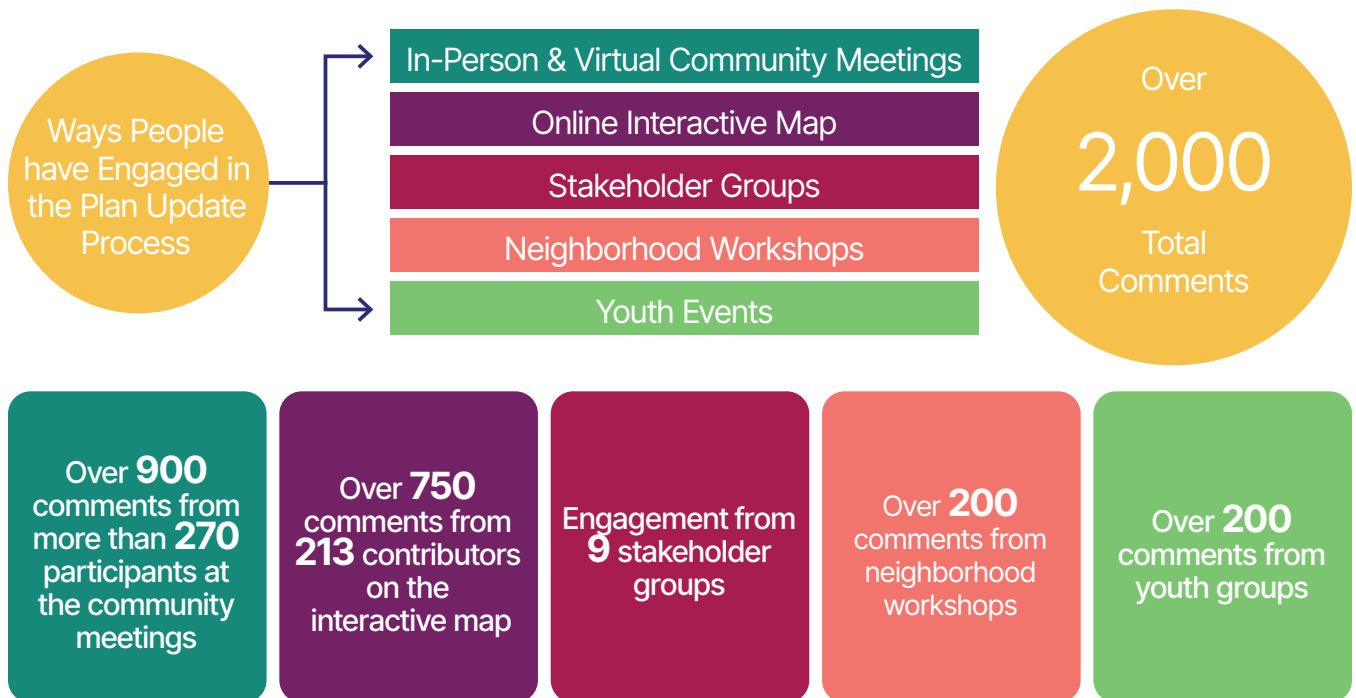 Ways People
have Engaged in
the Plan Update
Process
In-Person & Virtual Community Meetings
Online Interactive Map
Stakeholder Groups
Neighborhood Workshops
Youth Events
Over
2,000
Total
Comments
Over 900
comments from
more than 270
participants at
the community
meetings
Over 750
comments from
213 contributors
on the
interactive map
Engagement from
9 stakeholder
groups
Over 200
comments from
neighborhood
workshops
Over 200
comments from
youth groups